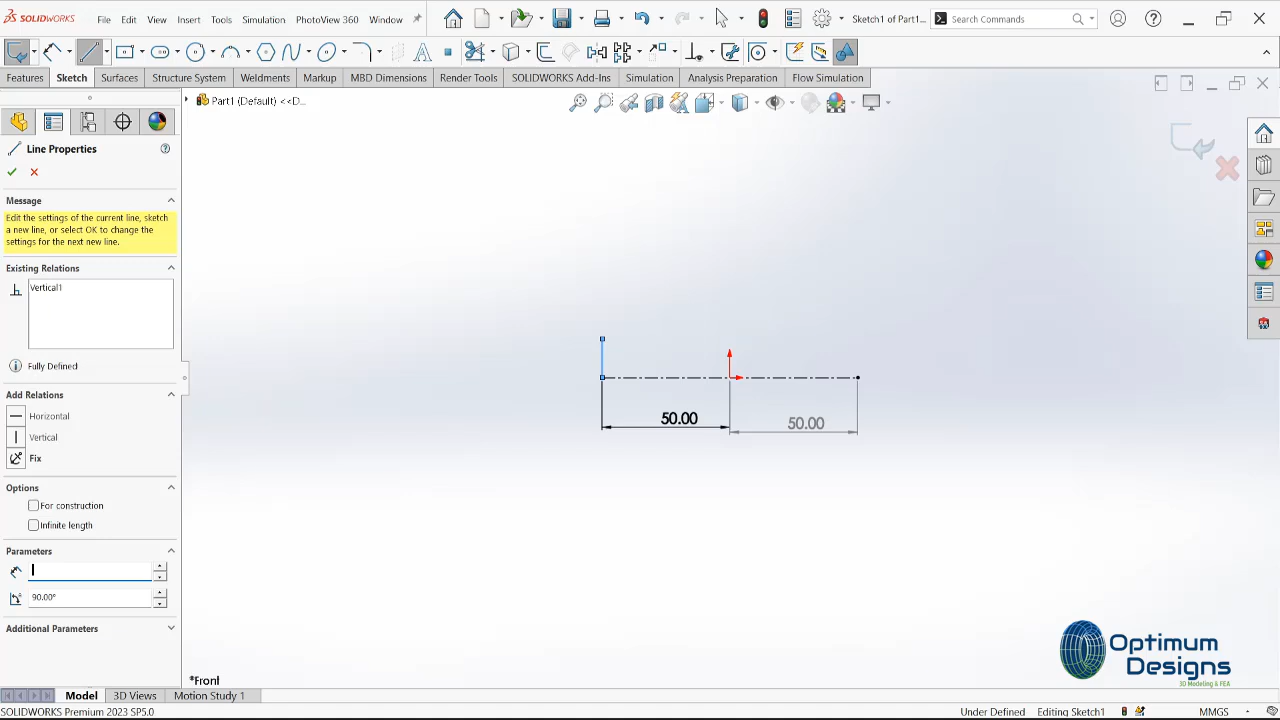 SOLIDWORKS
File Edit View Insert Tools Simulation PhotoView 360 Window
Sketch1 of Part1...
Search Commands
Features Sketch Surfaces Structure System Weldments Markup MBD Dimensions Render Tools SOLIDWORKS Add-Ins Simulation Analysis Preparation Flow Simulation
Part1 (Default) <<D...
Line Properties
Message
Edit the settings of the current line, sketch
a new line, or select OK to change the
settings for the next new line.
Existing Relations
Vertical1
Fully Defined
Add Relations
Horizontal
Vertical
Fix
Options
For construction
Infinite length
Parameters
90.00°
Additional Parameters
50.00
50.00
Optimum
Designs
3D Modeling & FEA
*Front
Model 3D Views Motion Study 1
SOLIDWORKS Premium 2023 SP5.0
Under Defined Editing Sketch1 MMGS